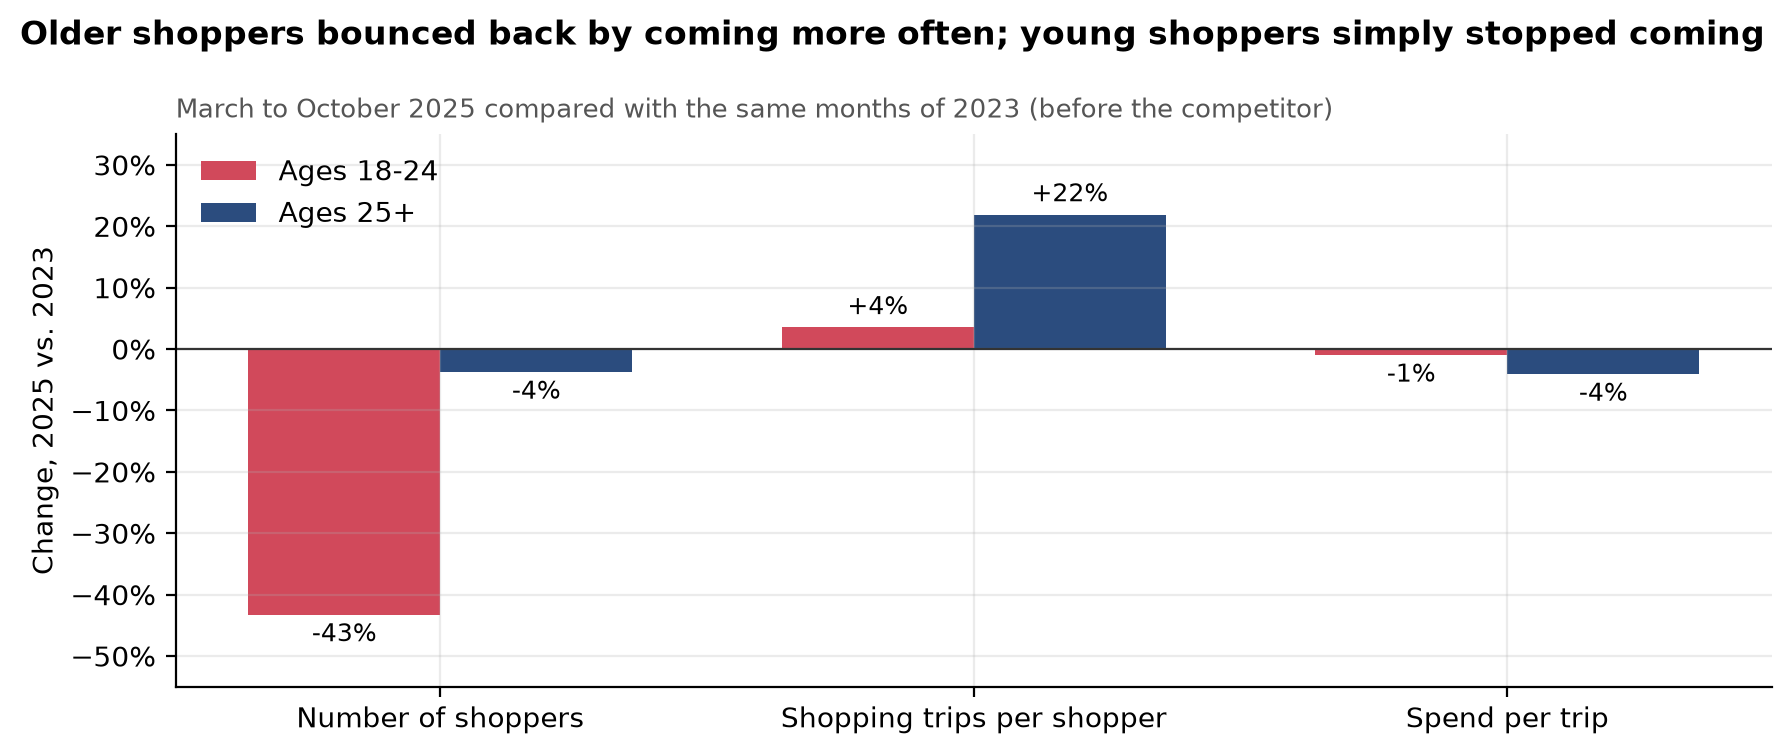 Older shoppers bounced back by coming more often; young shoppers simply stopped coming
March to October 2025 compared with the same months of 2023 (before the competitor)
Change, 2025 vs. 2023
30%
20%
10%
0%
−10%
−20%
−30%
−40%
−50%
Ages 18-24
Ages 25+
-43%
-4%
+4%
+22%
-1%
-4%
Number of shoppers
Shopping trips per shopper
Spend per trip